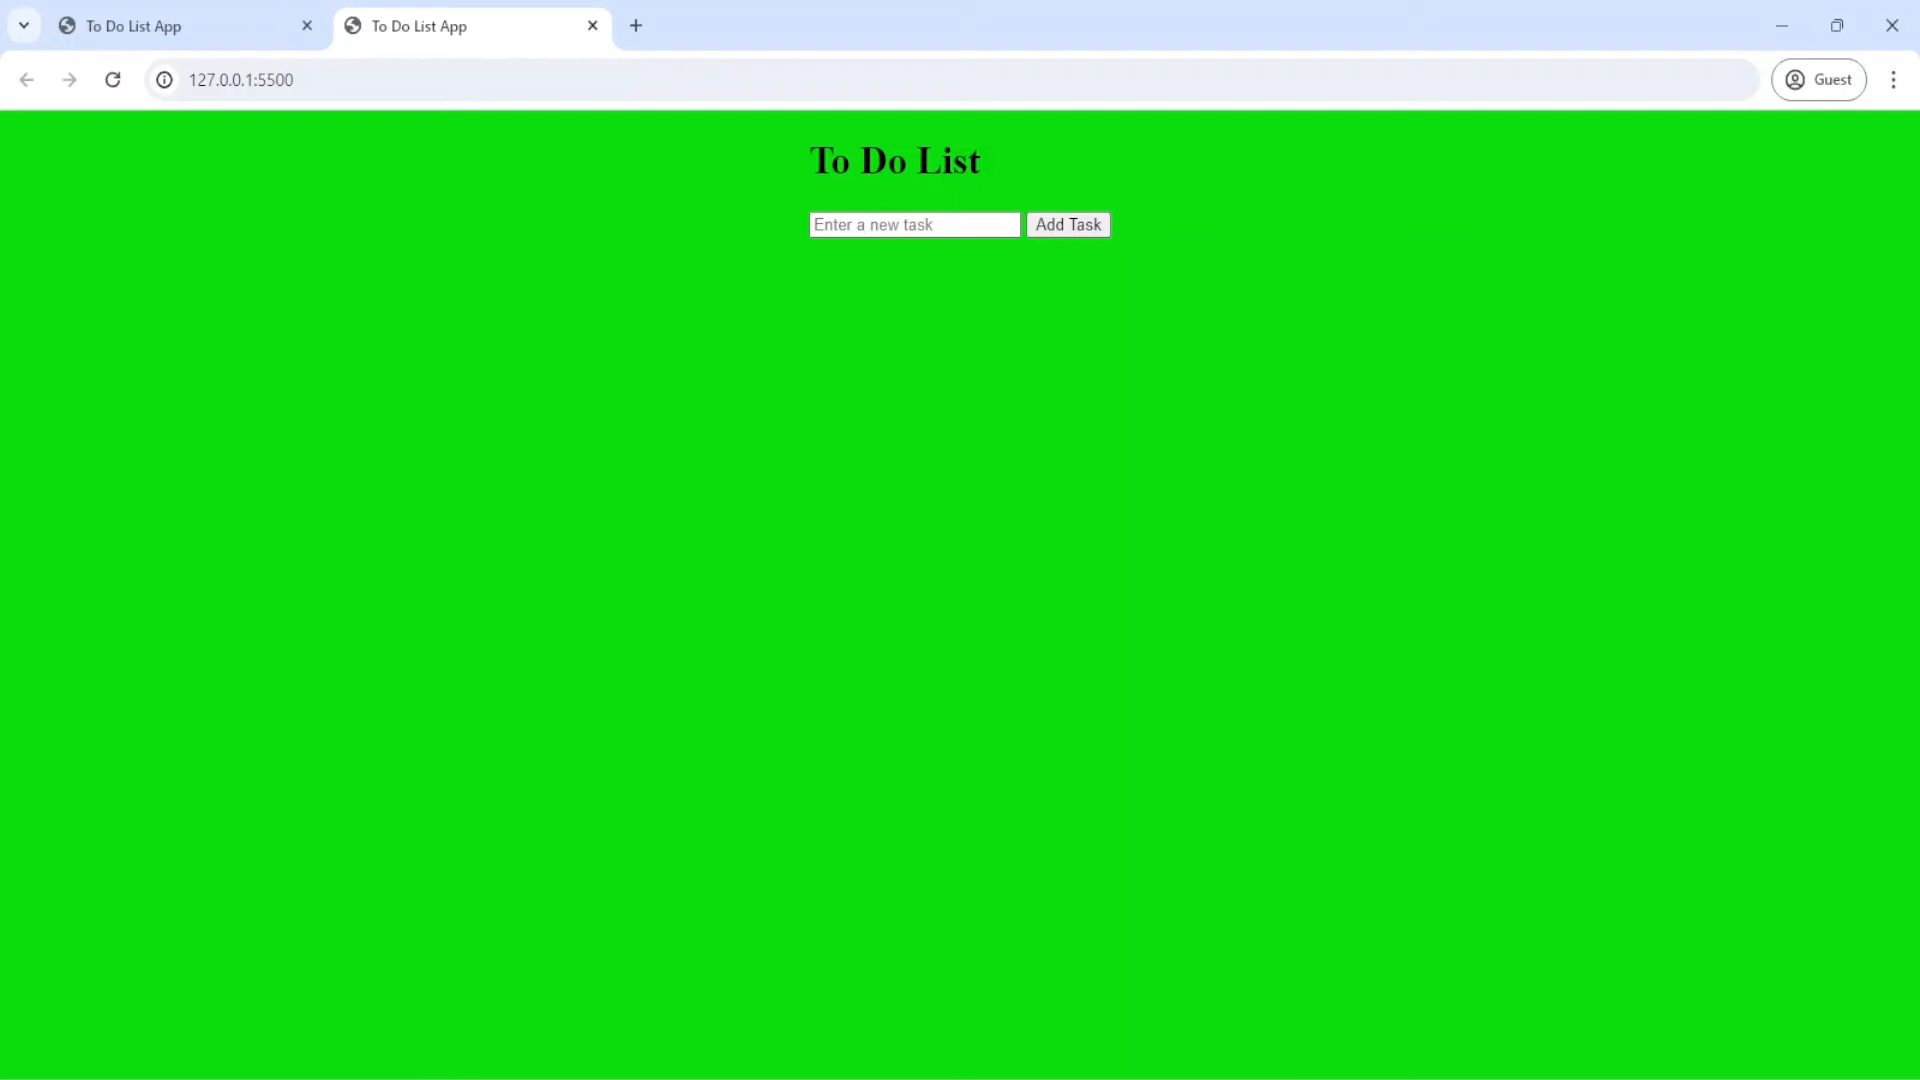 To Do List App
To Do List App
127.0.0.1:5500
Guest
To Do List
Enter a new task
Add Task